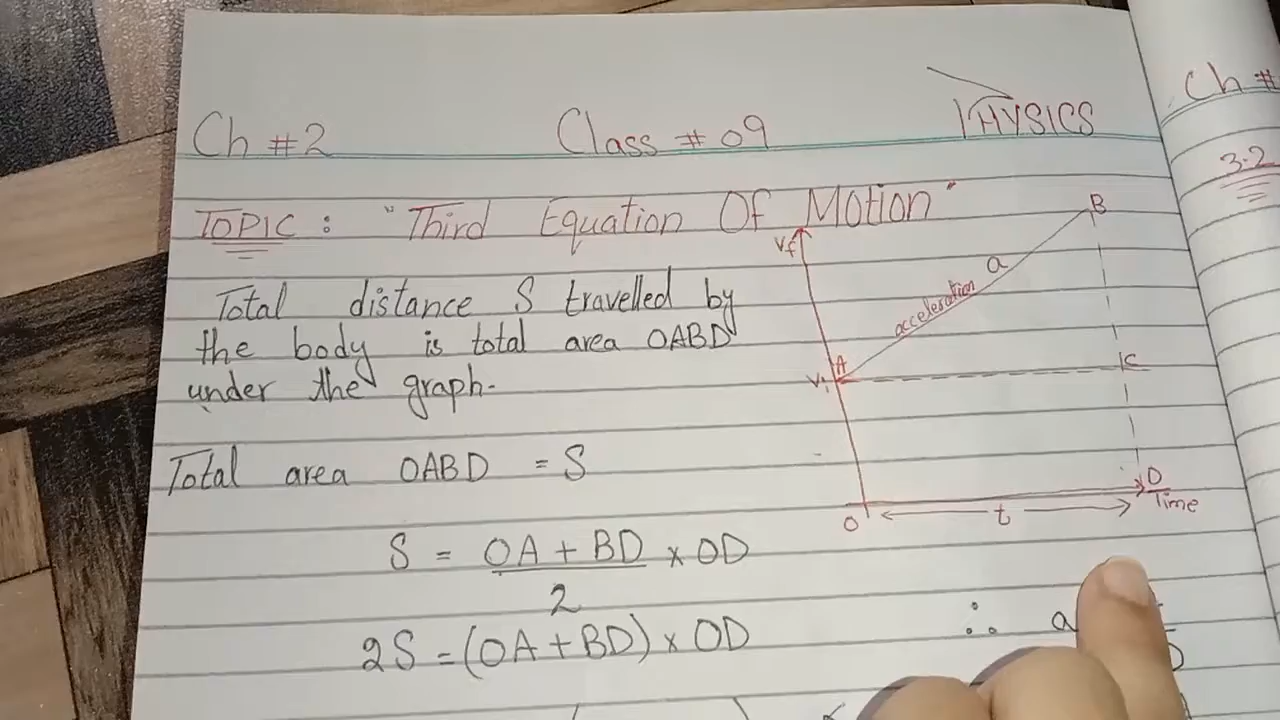 Ch # 2 Class # 09 PHYSICS
TOPIC : "Third Equation Of Motion"
Total distance S travelled by
the body is total area OABD
under the graph.
Total area OABD = S
S = OA + BD × OD
2
2S = (OA + BD) × OD
Vf
B
a
acceleration
A
Vi
C
D
Time
O
t
∴ a
Ch #
3.2